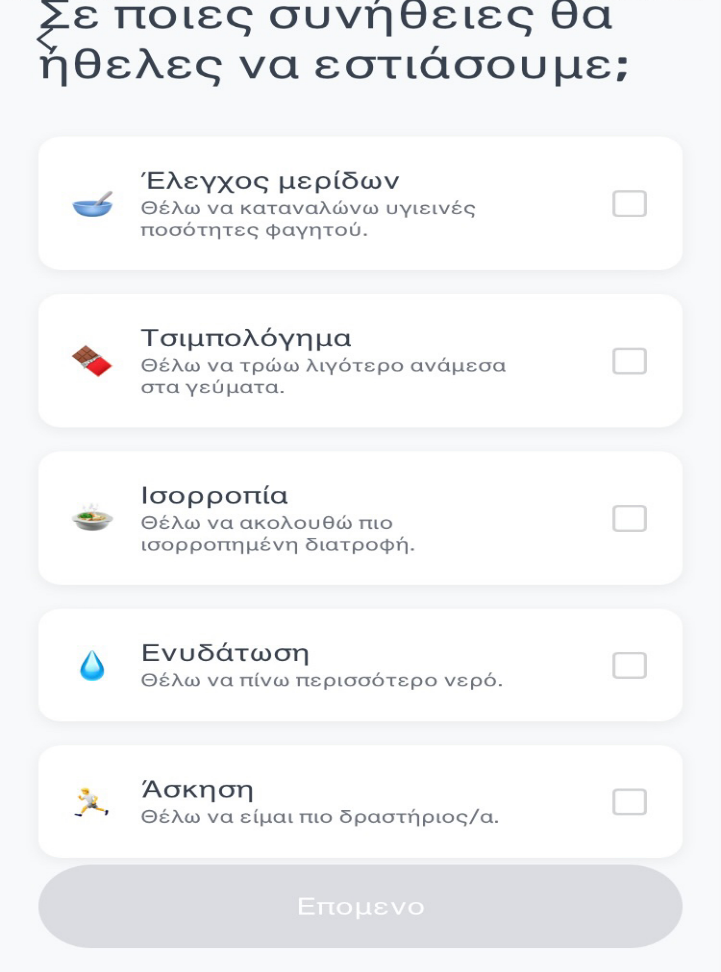 Σε ποιες συνήθειες θα
ήθελες να εστιάσουμε;
Έλεγχος μερίδων
Θέλω να καταναλώνω υγιεινές
ποσότητες φαγητού.
Τσιμπολόγημα
Θέλω να τρώω λιγότερο ανάμεσα
στα γεύματα.
Ισορροπία
Θέλω να ακολουθώ πιο
ισορροπημένη διατροφή.
Ενυδάτωση
Θέλω να πίνω περισσότερο νερό.
Άσκηση
Θέλω να είμαι πιο δραστήριος/α.
Επομενο